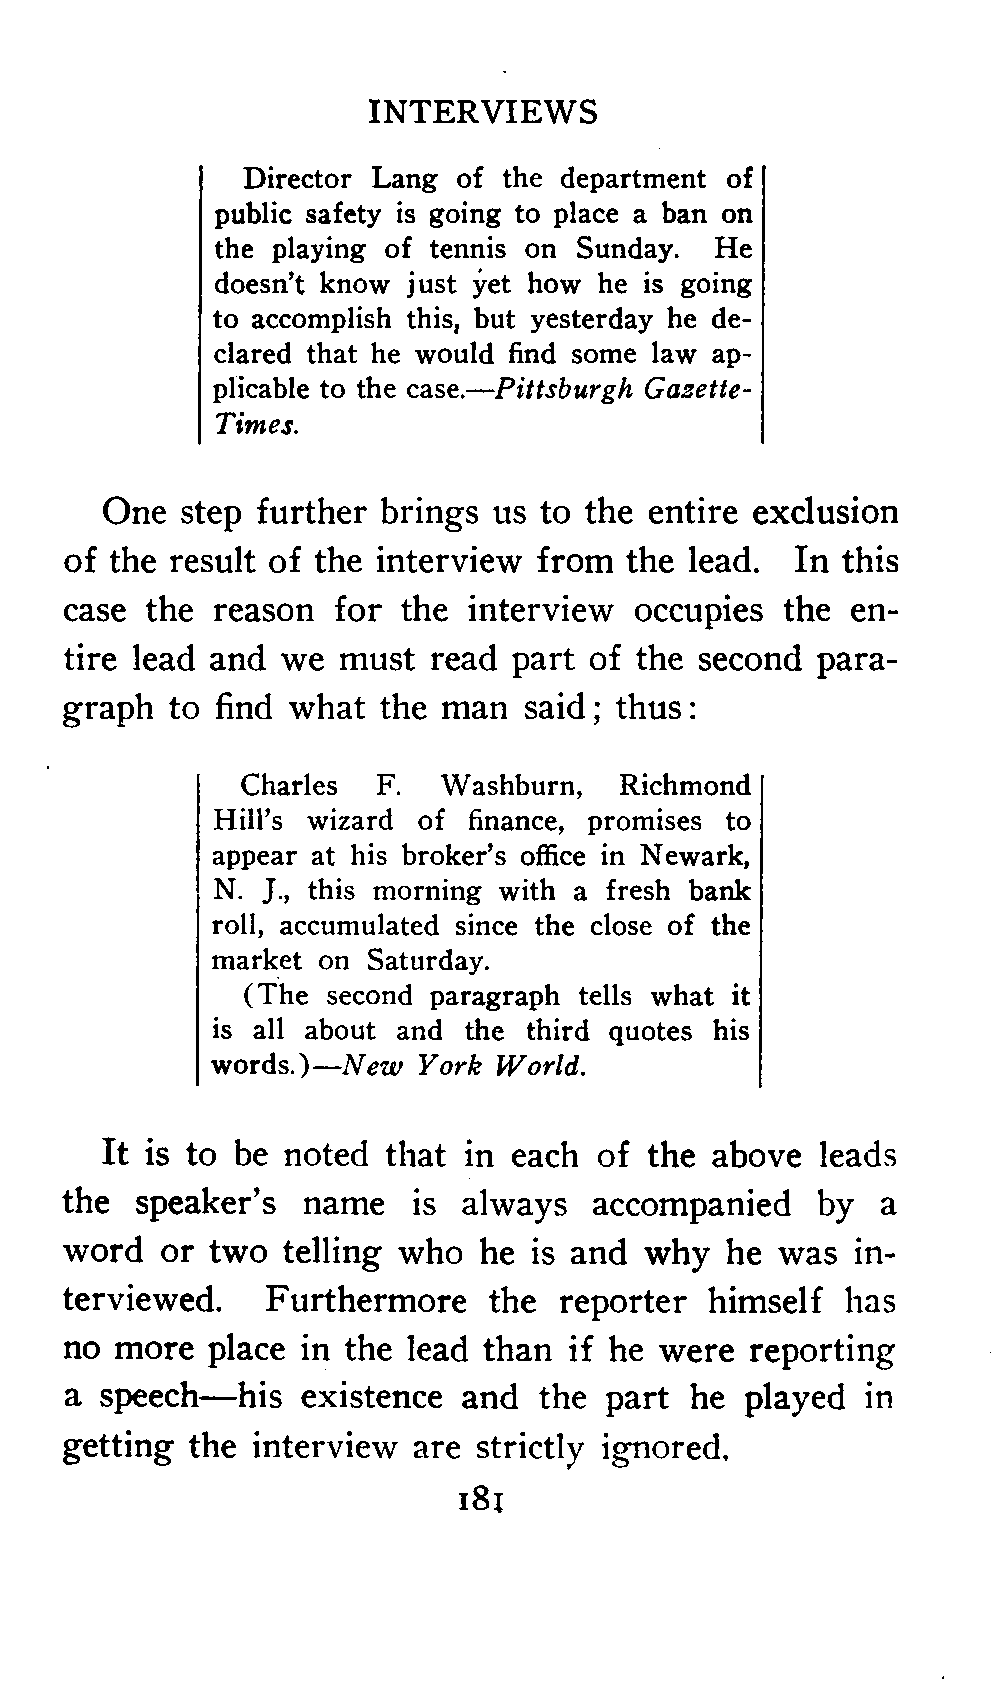 INTERVIEWS
Director Lang of the department of
public safety is going to place a ban on
the playing of tennis on Sunday. He
doesn't know just yet how he is going
to accomplish this, but yesterday he de-
clared that he would find some law ap-
plicable to the case.—Pittsburgh Gazette-
Times.
One step further brings us to the entire exclusion
of the result of the interview from the lead. In this
case the reason for the interview occupies the en-
tire lead and we must read part of the second para-
graph to find what the man said; thus:
Charles F. Washburn, Richmond
Hill's wizard of finance, promises to
appear at his broker's office in Newark,
N. J., this morning with a fresh bank
roll, accumulated since the close of the
market on Saturday.
(The second paragraph tells what it
is all about and the third quotes his
words.)—New York World.
It is to be noted that in each of the above leads
the speaker's name is always accompanied by a
word or two telling who he is and why he was in-
terviewed. Furthermore the reporter himself has
no more place in the lead than if he were reporting
a speech—his existence and the part he played in
getting the interview are strictly ignored.
181